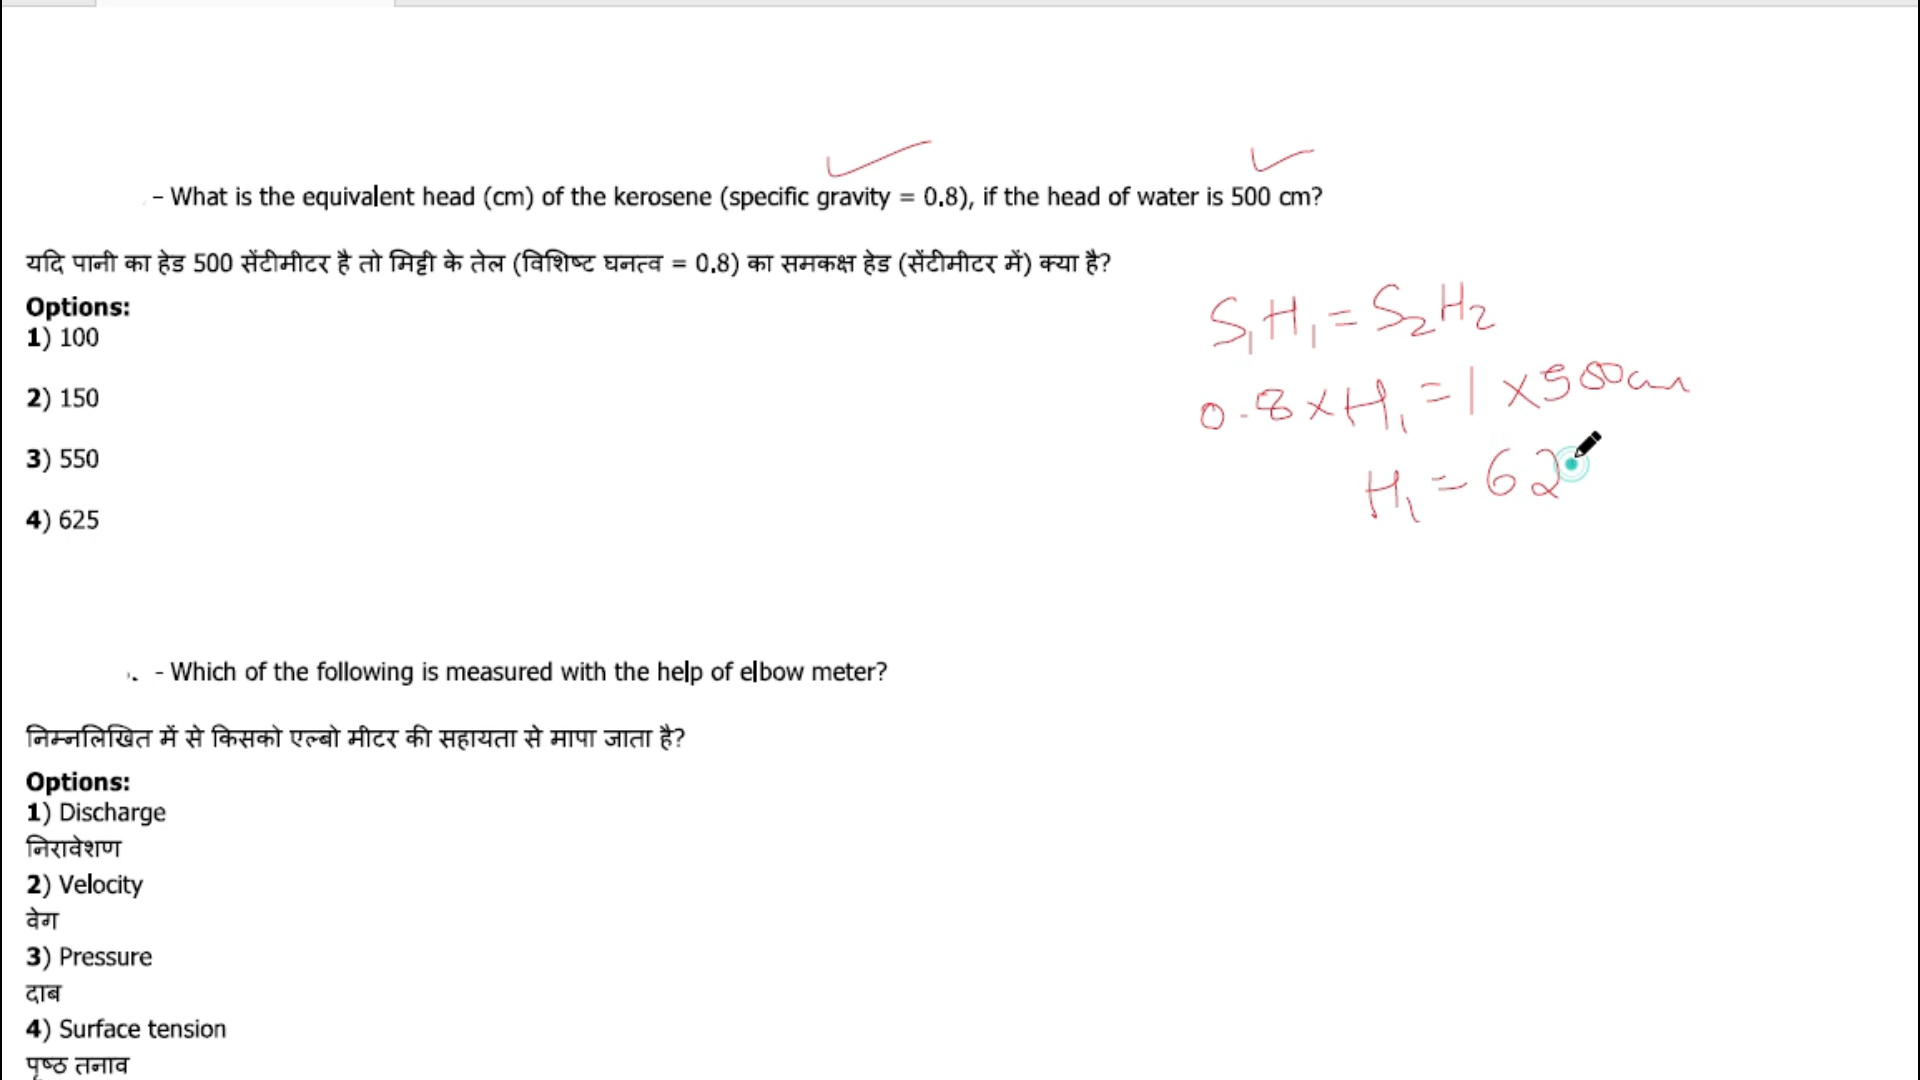 – What is the equivalent head (cm) of the kerosene (specific gravity = 0.8), if the head of water is 500 cm?
यदि पानी का हेड 500 सेंटीमीटर है तो मिट्टी के तेल (विशिष्ट घनत्व = 0.8) का समकक्ष हेड (सेंटीमीटर में) क्या है?
Options:
1) 100
2) 150
3) 550
4) 625
S₁H₁ = S₂H₂
0.8 × H₁ = 1 × 500 cm
H₁ = 62
- Which of the following is measured with the help of elbow meter?
निम्नलिखित में से किसको एल्बो मीटर की सहायता से मापा जाता है?
Options:
1) Discharge
निरावेशण
2) Velocity
वेग
3) Pressure
दाब
4) Surface tension
पृष्ठ तनाव